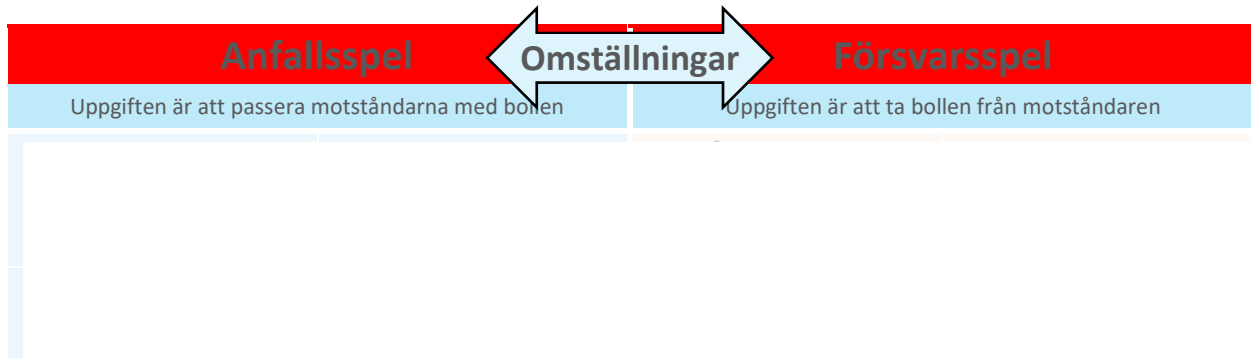 Anfallsspel
Omställningar
Försvarsspel
Uppgiften är att passera motståndarna med bollen
Uppgiften är att ta bollen från motståndaren